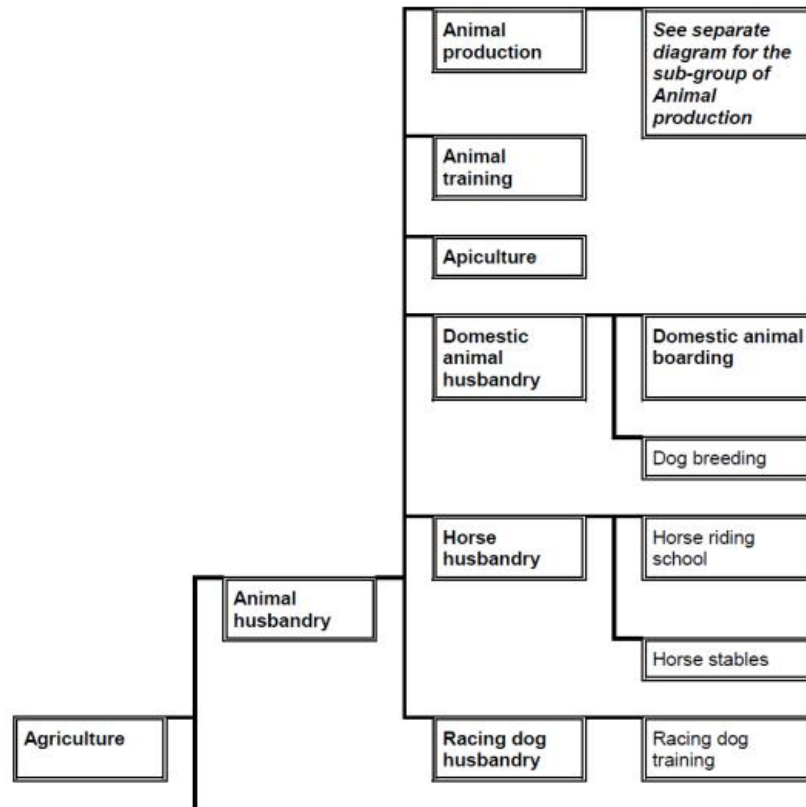 Animal
production
See separate
diagram for the
sub-group of
Animal
production
Animal
training
Apiculture
Domestic
animal
husbandry
Domestic animal
boarding
Dog breeding
Horse
husbandry
Horse riding
school
Animal
husbandry
Horse stables
Agriculture
Racing dog
husbandry
Racing dog
training